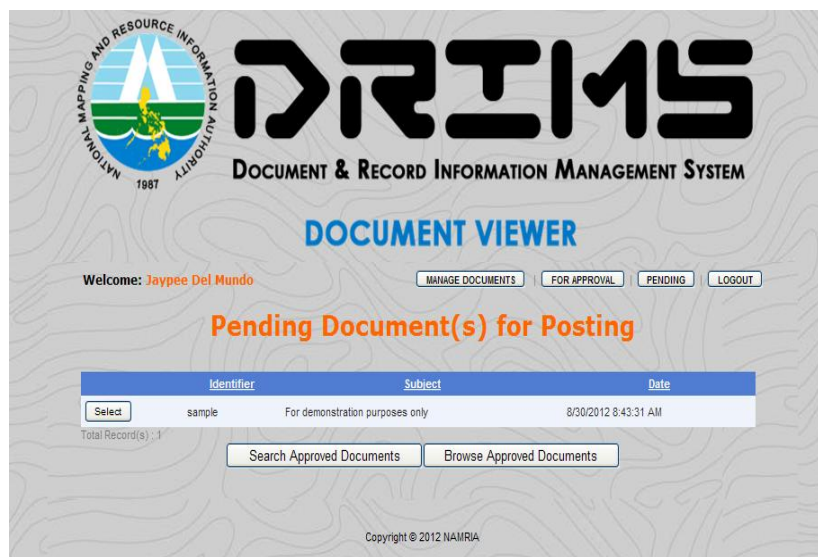 NATIONAL MAPPING AND RESOURCE INFORMATION AUTHORITY
1987
DRIMS
DOCUMENT & RECORD INFORMATION MANAGEMENT SYSTEM
DOCUMENT VIEWER
Welcome: Jaypee Del Mundo MANAGE DOCUMENTS | FOR APPROVAL | PENDING | LOGOUT
Pending Document(s) for Posting
Identifier Subject Date
Select sample For demonstration purposes only 8/30/2012 8:43:31 AM
Total Record(s) : 1
Search Approved Documents Browse Approved Documents
Copyright © 2012 NAMRIA